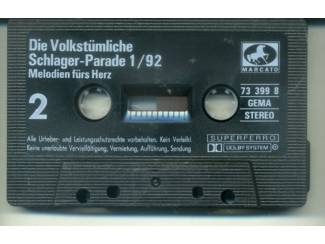 Die Volkstümliche
Schlager-Parade 1/92
Melodien fürs Herz
MARCATO
2
73 399 8
GEMA
STEREO
Alle Urheber- und Leistungsschutzrechte vorbehalten. Kein Verleih!
Keine unerlaubte Vervielfältigung, Vermietung, Aufführung, Sendung
SUPERFERRO
DOLBY SYSTEM